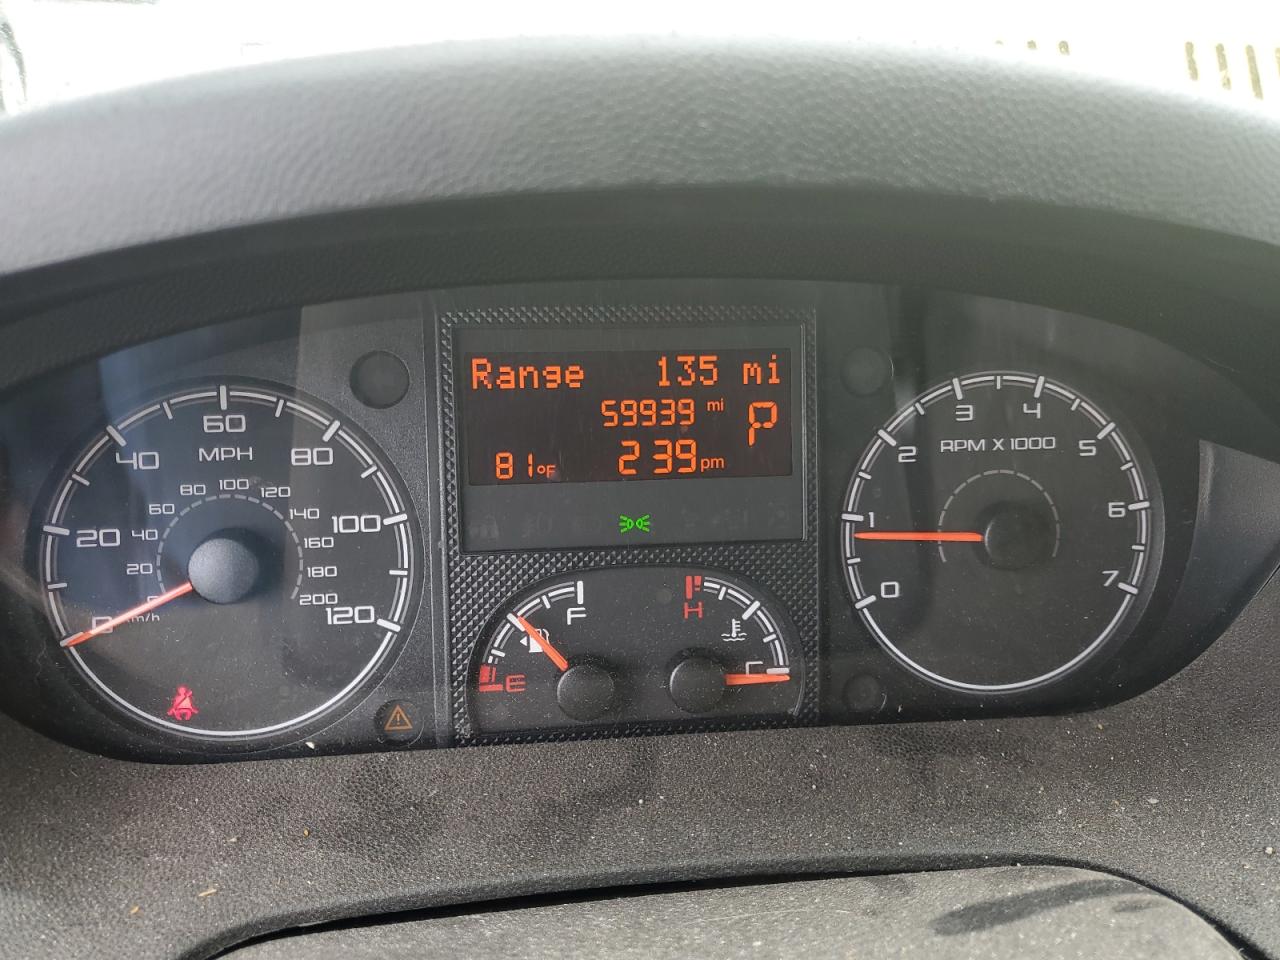 Range 135 mi
59939 mi P
81°F 2 39 pm
MPH
0 20 40 60 80 100 120
20 40 60 80 100 120 140 160 180 200
km/h
E F
H C
RPM X 1000
0 1 2 3 4 5 6 7